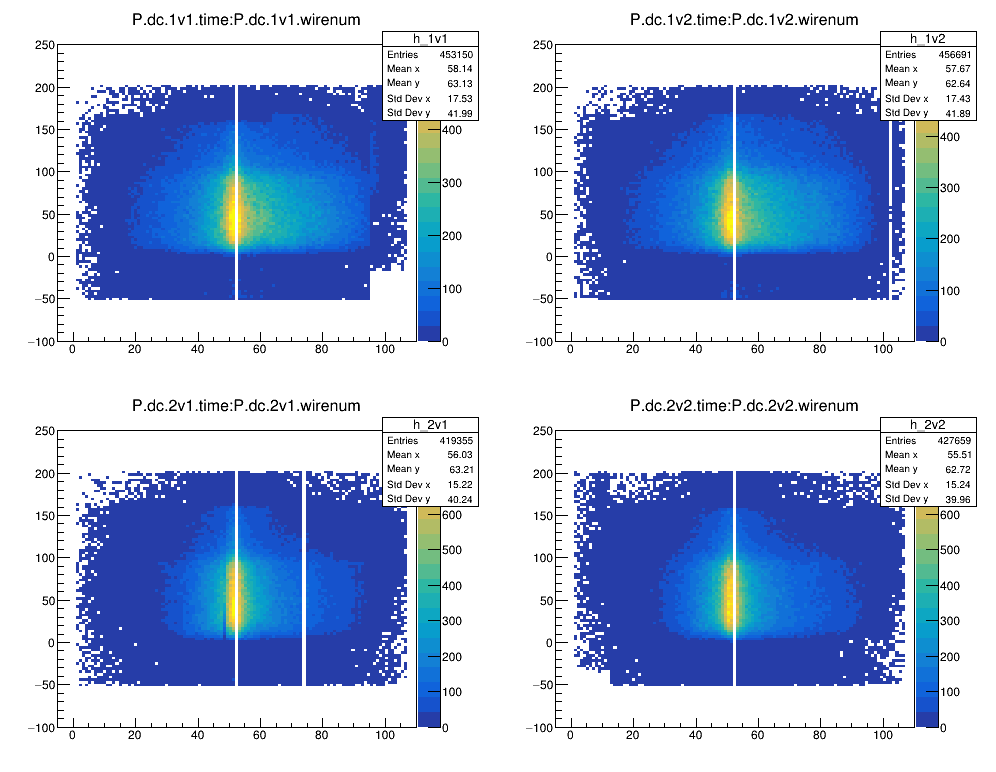 P.dc.1v1.time:P.dc.1v1.wirenum
h_1v1
Entries 453150
Mean x 58.14
Mean y 63.13
Std Dev x 17.53
Std Dev y 41.99
250
200
150
100
50
0
−50
−100
0 20 40 60 80 100
400
300
200
100
0
P.dc.1v2.time:P.dc.1v2.wirenum
h_1v2
Entries 456691
Mean x 57.67
Mean y 62.64
Std Dev x 17.43
Std Dev y 41.89
250
200
150
100
50
0
−50
−100
0 20 40 60 80 100
400
300
200
100
0
P.dc.2v1.time:P.dc.2v1.wirenum
h_2v1
Entries 419355
Mean x 56.03
Mean y 63.21
Std Dev x 15.22
Std Dev y 40.24
250
200
150
100
50
0
−50
−100
0 20 40 60 80 100
600
500
400
300
200
100
0
P.dc.2v2.time:P.dc.2v2.wirenum
h_2v2
Entries 427659
Mean x 55.51
Mean y 62.72
Std Dev x 15.24
Std Dev y 39.96
250
200
150
100
50
0
−50
−100
0 20 40 60 80 100
600
500
400
300
200
100
0